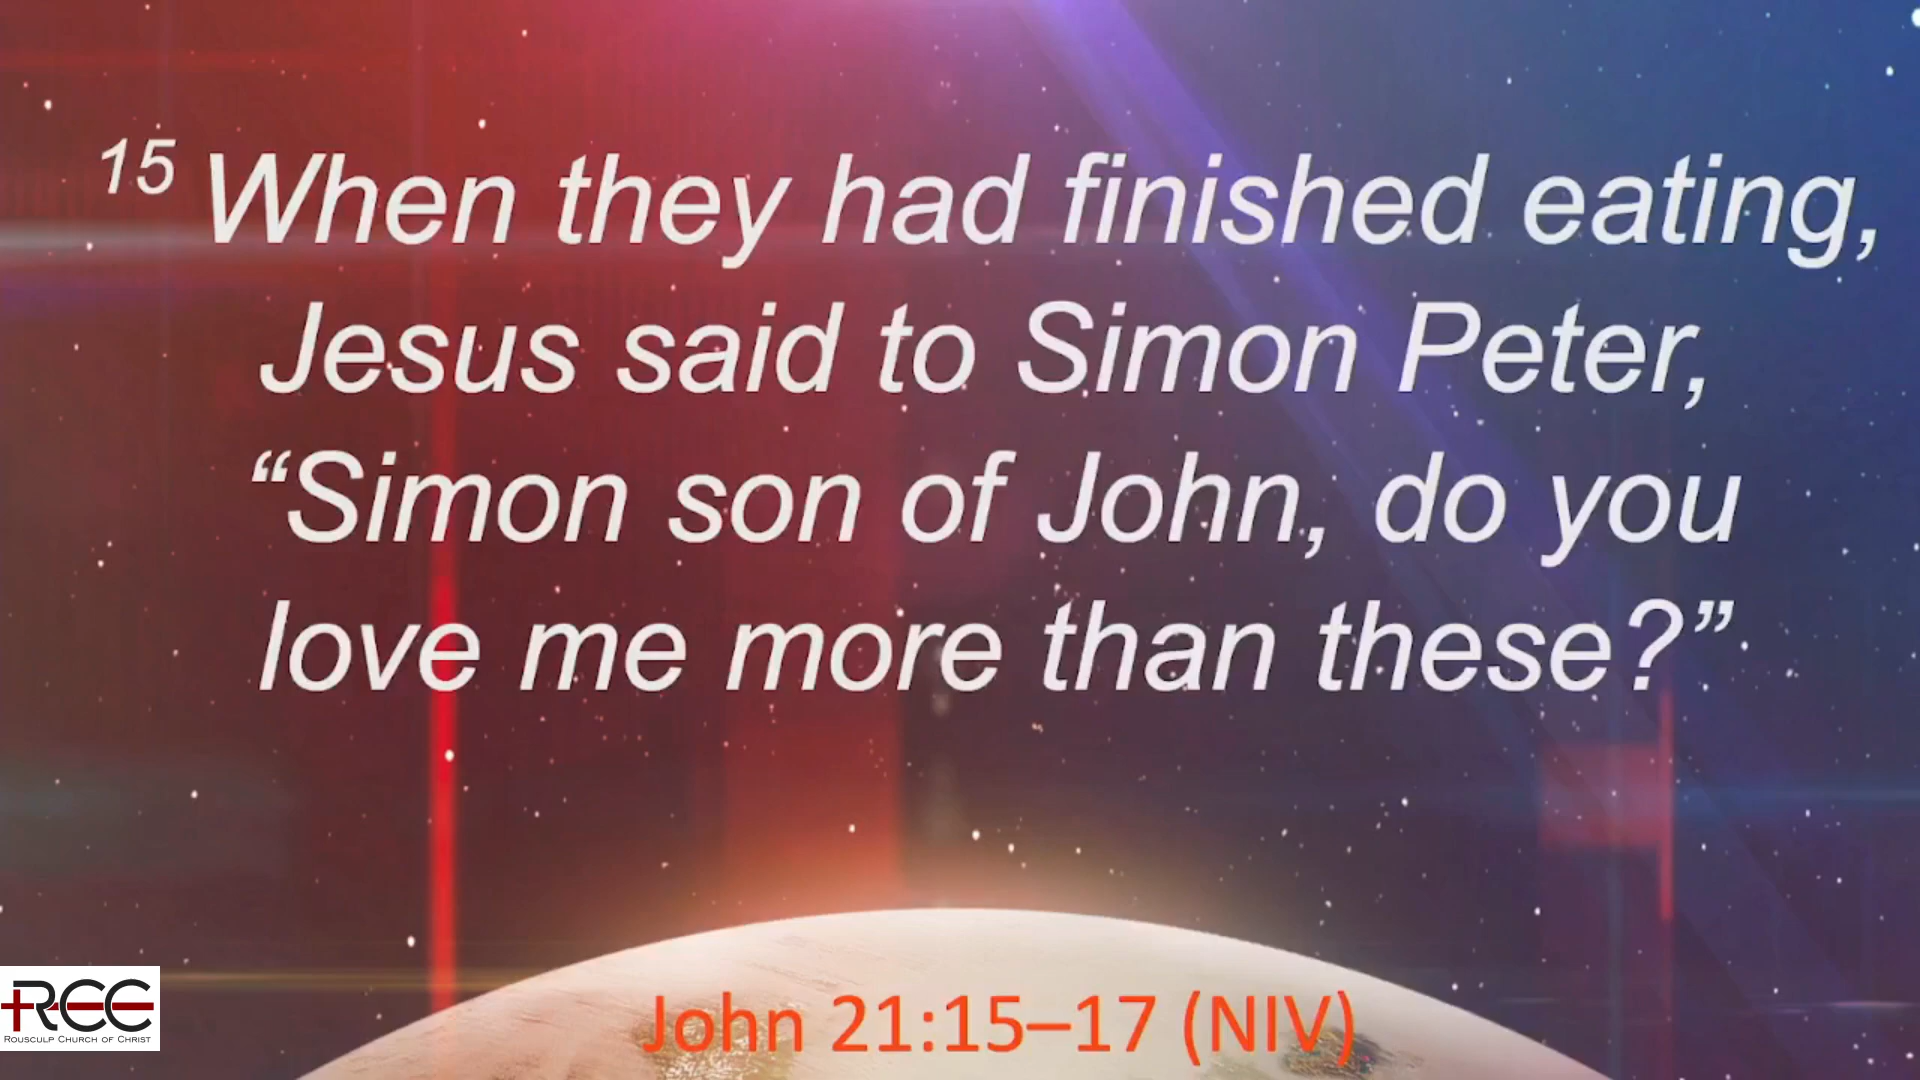 15 When they had finished eating,
Jesus said to Simon Peter,
“Simon son of John, do you
love me more than these?”
John 21:15–17 (NIV)
RCC
Rousculp Church of Christ